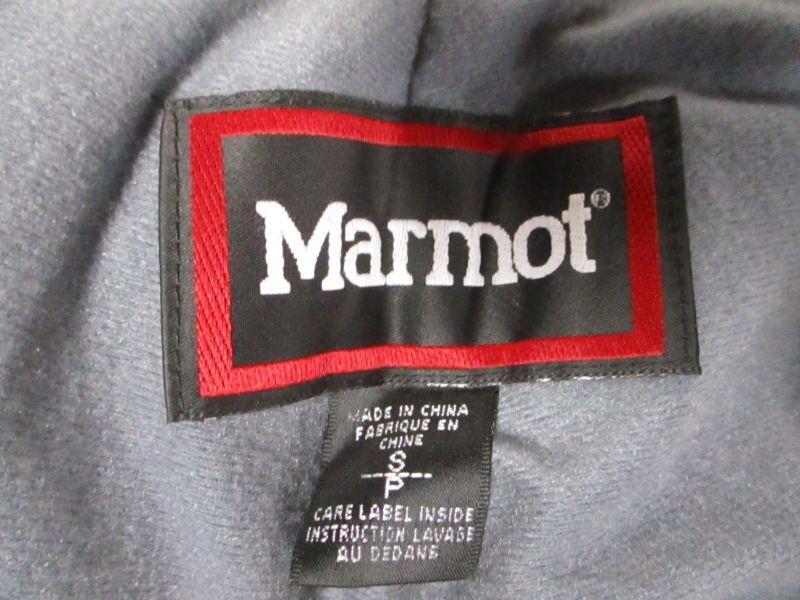 Marmot®
MADE IN CHINA
FABRIQUE EN
CHINE
S
P
CARE LABEL INSIDE
INSTRUCTION LAVAGE
AU DEDANS